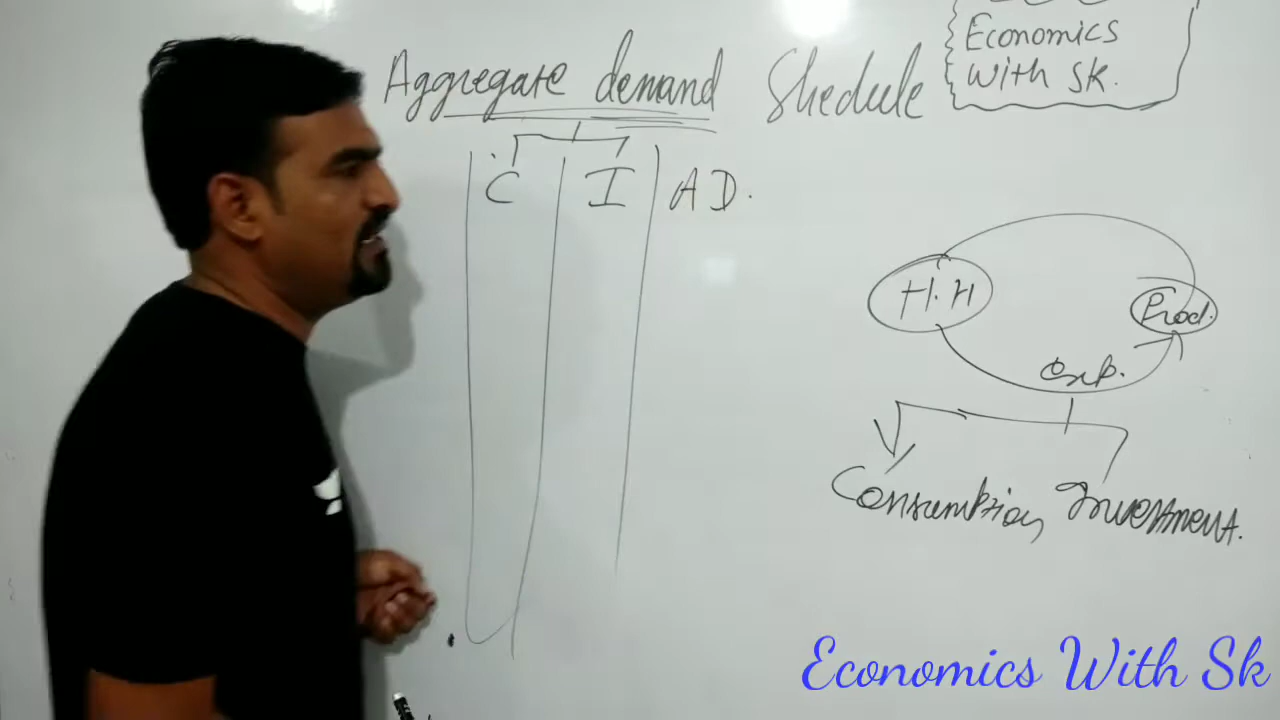 Aggregate demand Shedule
Economics
With SK.
C I AD.
H.H
Prod.
Exp.
Consumption Investment.
Economics With Sk